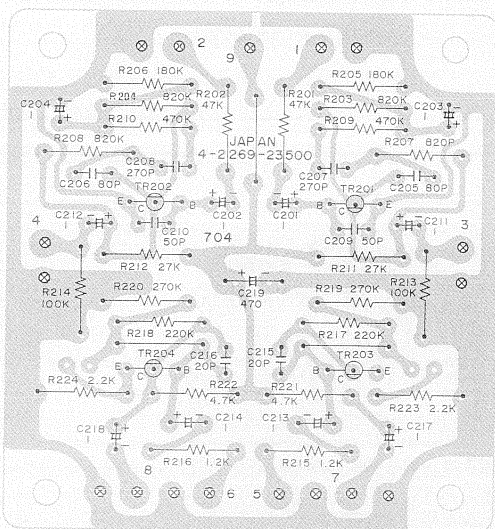 2 9 1
R206 180K R205 180K
R204 820K R202 47K R201 47K R203 820K
C204 1 C203 1
R210 470K R209 470K
JAPAN
R208 820K R207 820P
4-2269-23500
C208 270P C207 270P
C206 80P C205 80P
TR202 TR201
E C B B C E
C202 1 C201 1
C212 1 C211 1
4 3
C210 50P C209 50P
704
R212 27K R211 27K
R214 100K R213 100K
R220 270K R219 270K
C219 470
R218 220K R217 220K
C216 20P C215 20P
TR204 TR203
E C B B C E
R224 2.2K R222 4.7K R221 4.7K R223 2.2K
C214 1 C213 1
C218 1 C217 1
R216 1.2K R215 1.2K
8 7
6 5